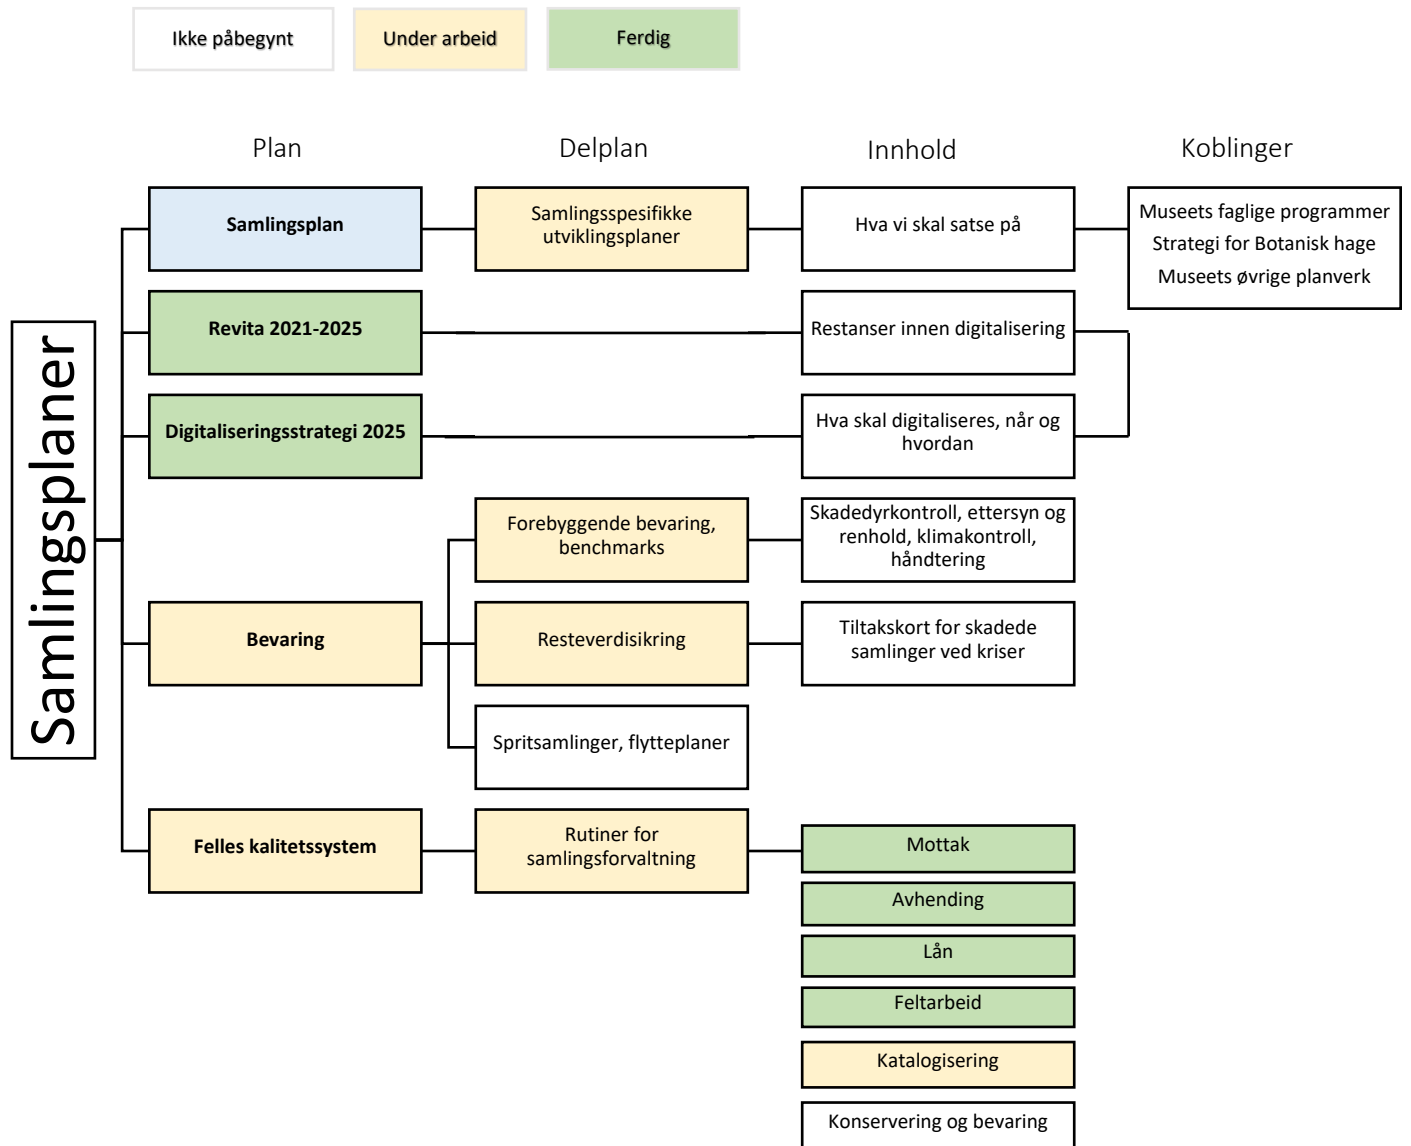 Ikke påbegynt
Under arbeid
Ferdig
Plan
Delplan
Innhold
Koblinger
Samlingsplaner
Samlingsplan
Samlingsspesifikke
utviklingsplaner
Hva vi skal satse på
Museets faglige programmer
Strategi for Botanisk hage
Museets øvrige planverk
Revita 2021-2025
Restanser innen digitalisering
Digitaliseringsstrategi 2025
Hva skal digitaliseres, når og
hvordan
Forebyggende bevaring,
benchmarks
Skadedyrkontroll, ettersyn og
renhold, klimakontroll,
håndtering
Bevaring
Resteverdisikring
Tiltakskort for skadede
samlinger ved kriser
Spritsamlinger, flytteplaner
Felles kalitetssystem
Rutiner for
samlingsforvaltning
Mottak
Avhending
Lån
Feltarbeid
Katalogisering
Konservering og bevaring